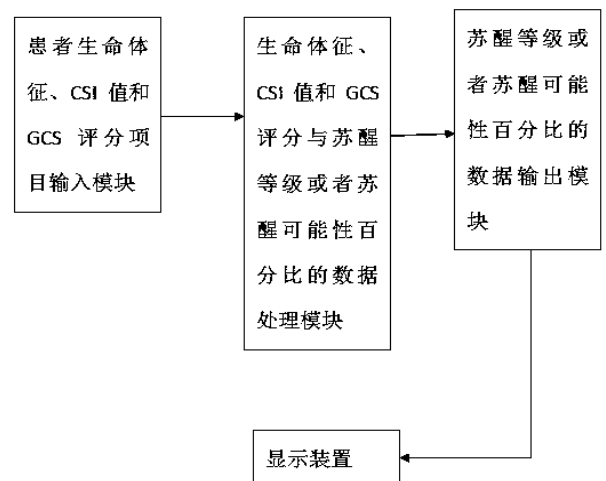 患者生命体
征、CSI 值和
GCS 评分项
目输入模块
生命体征、
CSI 值和 GCS
评分与苏醒
等级或者苏
醒可能性百
分比的数据
处理模块
苏醒等级或
者苏醒可能
性百分比的
数据输出模
块
显示装置